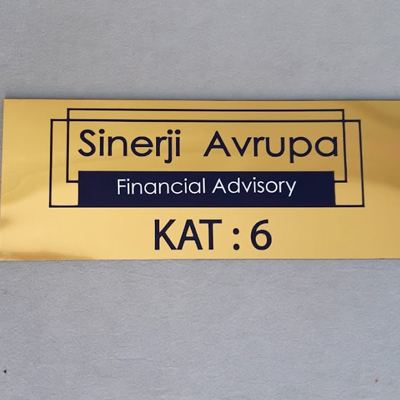 Sinerji Avrupa
Financial Advisory
KAT : 6